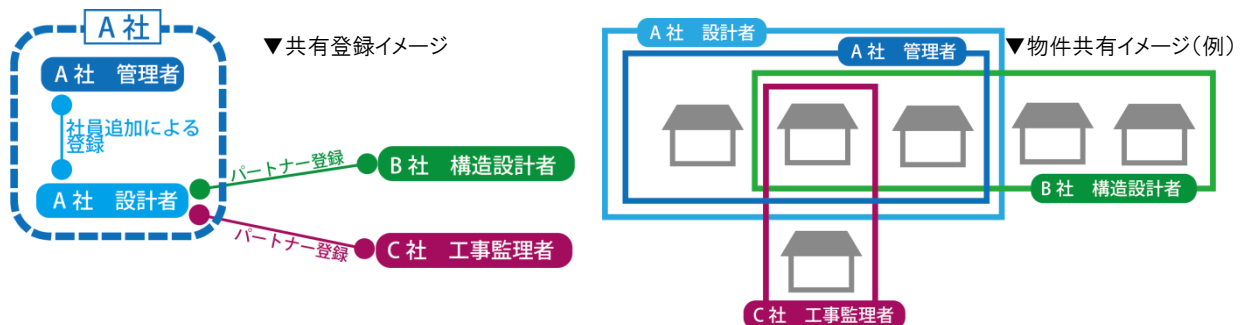 A社
▼共有登録イメージ
A社　管理者
社員追加による
登録
A社　設計者
パートナー登録
B社　構造設計者
パートナー登録
C社　工事監理者
▼物件共有イメージ（例）
A社　設計者
A社　管理者
B社　構造設計者
C社　工事監理者